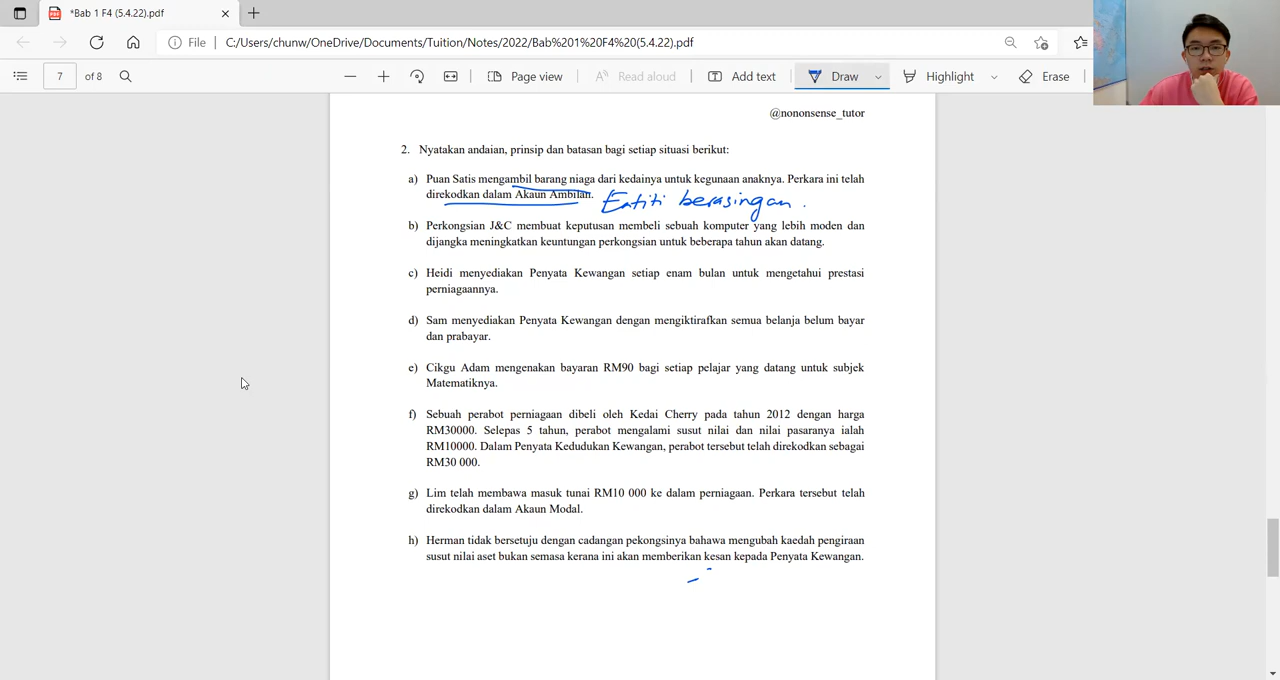 *Bab 1 F4 (5.4.22).pdf
File C:/Users/chunw/OneDrive/Documents/Tuition/Notes/2022/Bab%201%20F4%20(5.4.22).pdf
7 of 8 Page view Read aloud Add text Draw Highlight Erase
@nononsense_tutor
2. Nyatakan andaian, prinsip dan batasan bagi setiap situasi berikut:
a) Puan Satis mengambil barang niaga dari kedainya untuk kegunaan anaknya. Perkara ini telah
direkodkan dalam Akaun Ambilan. Entiti berasingan.
b) Perkongsian J&C membuat keputusan membeli sebuah komputer yang lebih moden dan
dijangka meningkatkan keuntungan perkongsian untuk beberapa tahun akan datang.
c) Heidi menyediakan Penyata Kewangan setiap enam bulan untuk mengetahui prestasi
perniagaannya.
d) Sam menyediakan Penyata Kewangan dengan mengiktirafkan semua belanja belum bayar
dan prabayar.
e) Cikgu Adam mengenakan bayaran RM90 bagi setiap pelajar yang datang untuk subjek
Matematiknya.
f) Sebuah perabot perniagaan dibeli oleh Kedai Cherry pada tahun 2012 dengan harga
RM30000. Selepas 5 tahun, perabot mengalami susut nilai dan nilai pasaranya ialah
RM10000. Dalam Penyata Kedudukan Kewangan, perabot tersebut telah direkodkan sebagai
RM30 000.
g) Lim telah membawa masuk tunai RM10 000 ke dalam perniagaan. Perkara tersebut telah
direkodkan dalam Akaun Modal.
h) Herman tidak bersetuju dengan cadangan pekongsinya bahawa mengubah kaedah pengiraan
susut nilai aset bukan semasa kerana ini akan memberikan kesan kepada Penyata Kewangan.